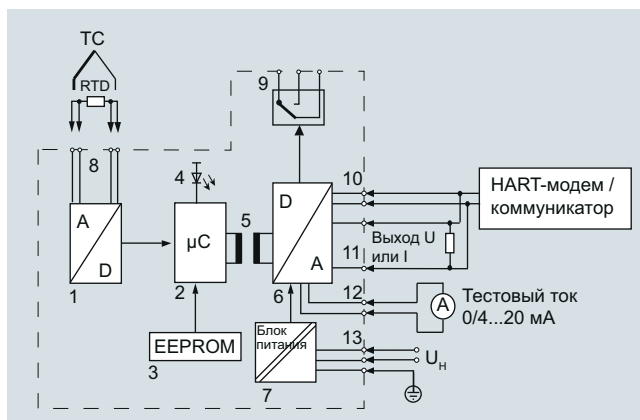 TC
RTD
8
A
D
1
4
µC
2
EEPROM
3
5
9
D
A
6
Блок
питания
7
10
11
12
13
HART-модем /
коммуникатор
Выход U
или I
A
Тестовый ток
0/4...20 мА
Uн